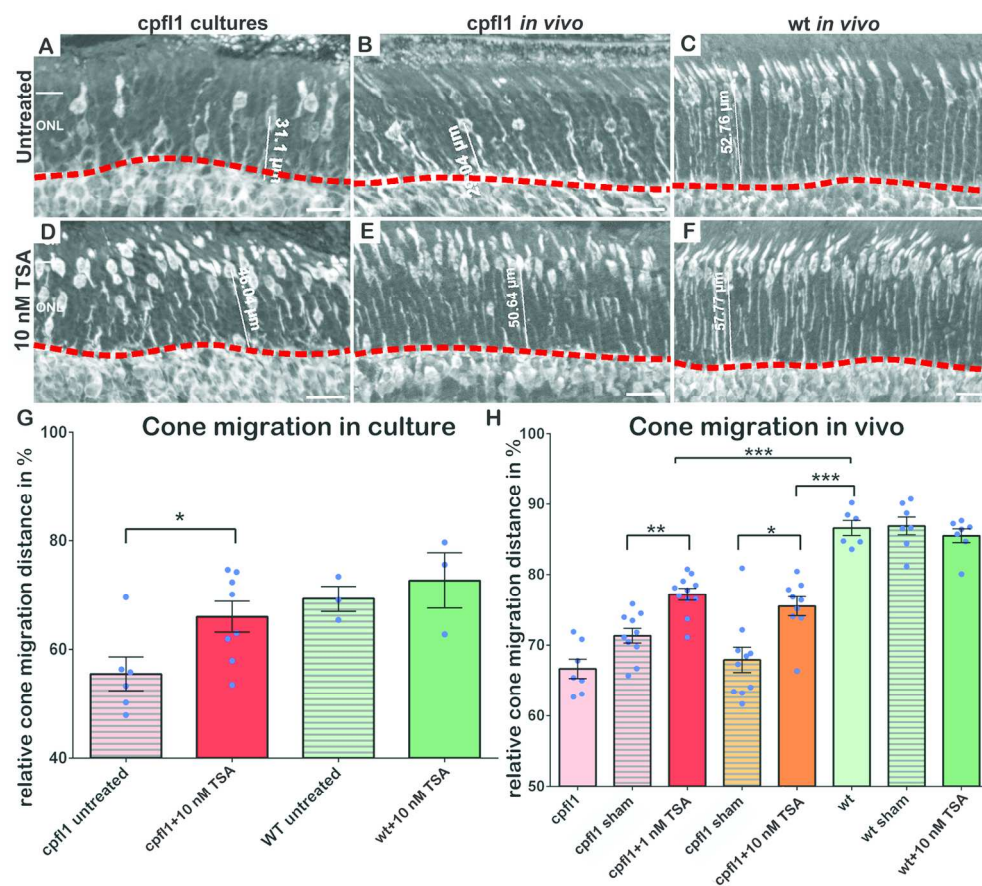 cpfl1 cultures
cpfl1 in vivo
wt in vivo
Untreated
A
B
C
ONL
31.1 µm
52.76 µm
10 nM TSA
D
E
F
ONL
50.64 µm
57.77 µm
G
Cone migration in culture
relative cone migration distance in %
100
80
60
40
*
cpfl1 untreated
cpfl1+10 nM TSA
WT untreated
wt+10 nM TSA
H
Cone migration in vivo
relative cone migration distance in %
100
90
80
70
60
50
***
***
**
*
cpfl1
cpfl1 sham
cpfl1+1 nM TSA
cpfl1 sham
cpfl1+10 nM TSA
wt
wt sham
wt+10 nM TSA